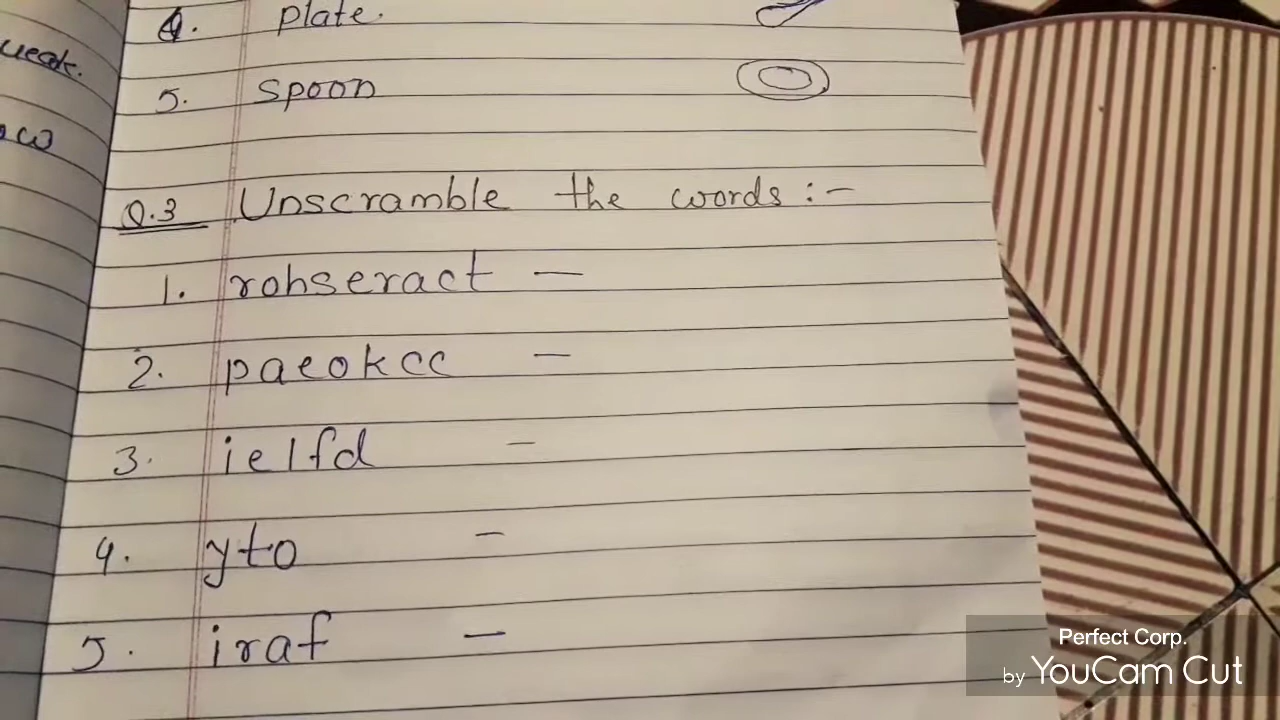 4. plate.
5. spoon
Q.3 Unscramble the words :-
1. rohseract —
2. paeokcc —
3. ielfd —
4. yto —
5. iraf —
Perfect Corp.
by YouCam Cut